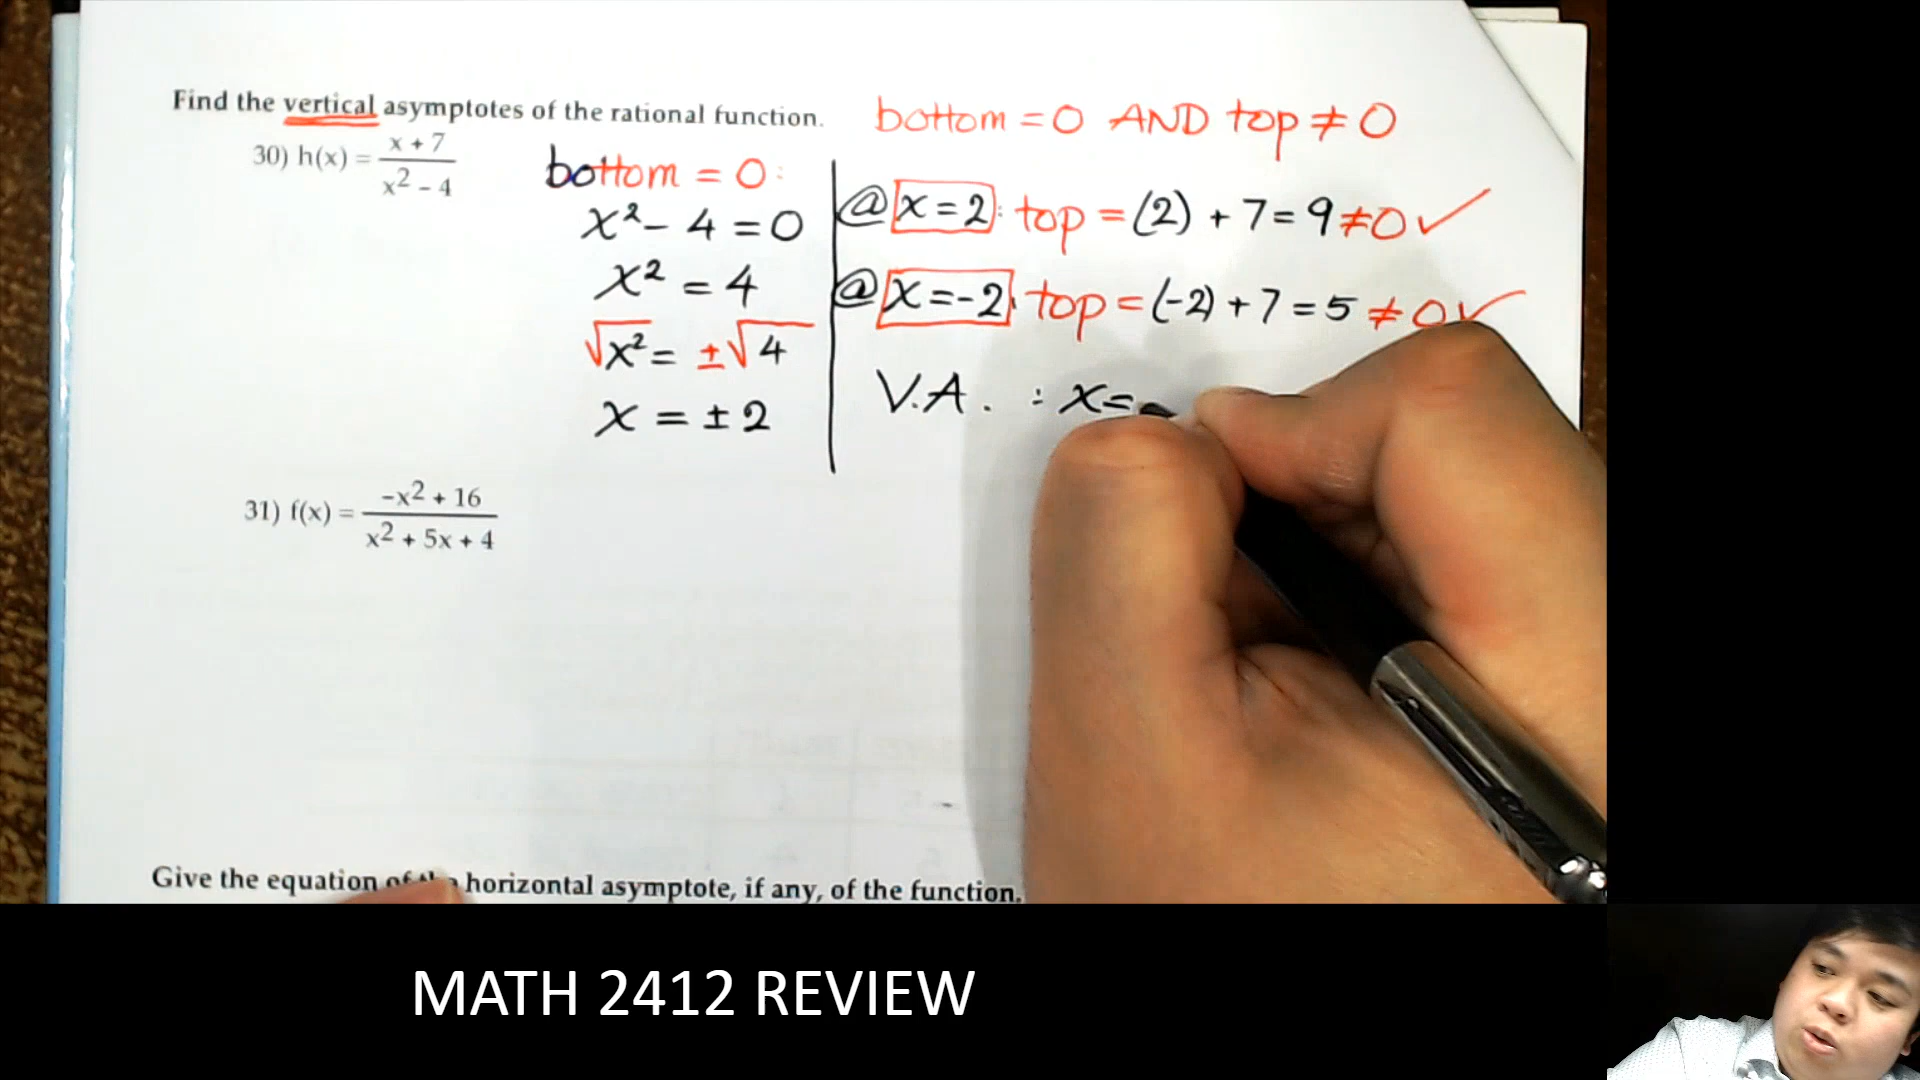 Find the vertical asymptotes of the rational function.
bottom = 0 AND top ≠ 0
30) h(x) = (x + 7)/(x² – 4)
bottom = 0:
x² – 4 = 0
x² = 4
√x² = ±√4
x = ±2
@ x = 2: top = (2) + 7 = 9 ≠ 0 ✓
@ x = -2: top = (-2) + 7 = 5 ≠ 0 ✓
V.A. : x =
31) f(x) = (–x² + 16)/(x² + 5x + 4)
Give the equation of the horizontal asymptote, if any, of the function.
MATH 2412 REVIEW